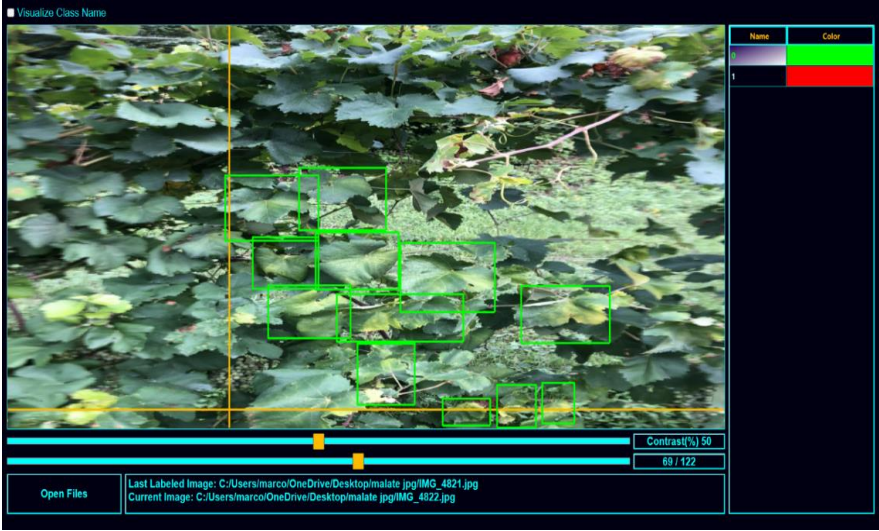 Visualize Class Name
Name Color
0
1
Contrast(%) 50
69 / 122
Open Files
Last Labeled Image: C:/Users/marco/OneDrive/Desktop/malate jpg/IMG_4821.jpg
Current Image: C:/Users/marco/OneDrive/Desktop/malate jpg/IMG_4822.jpg